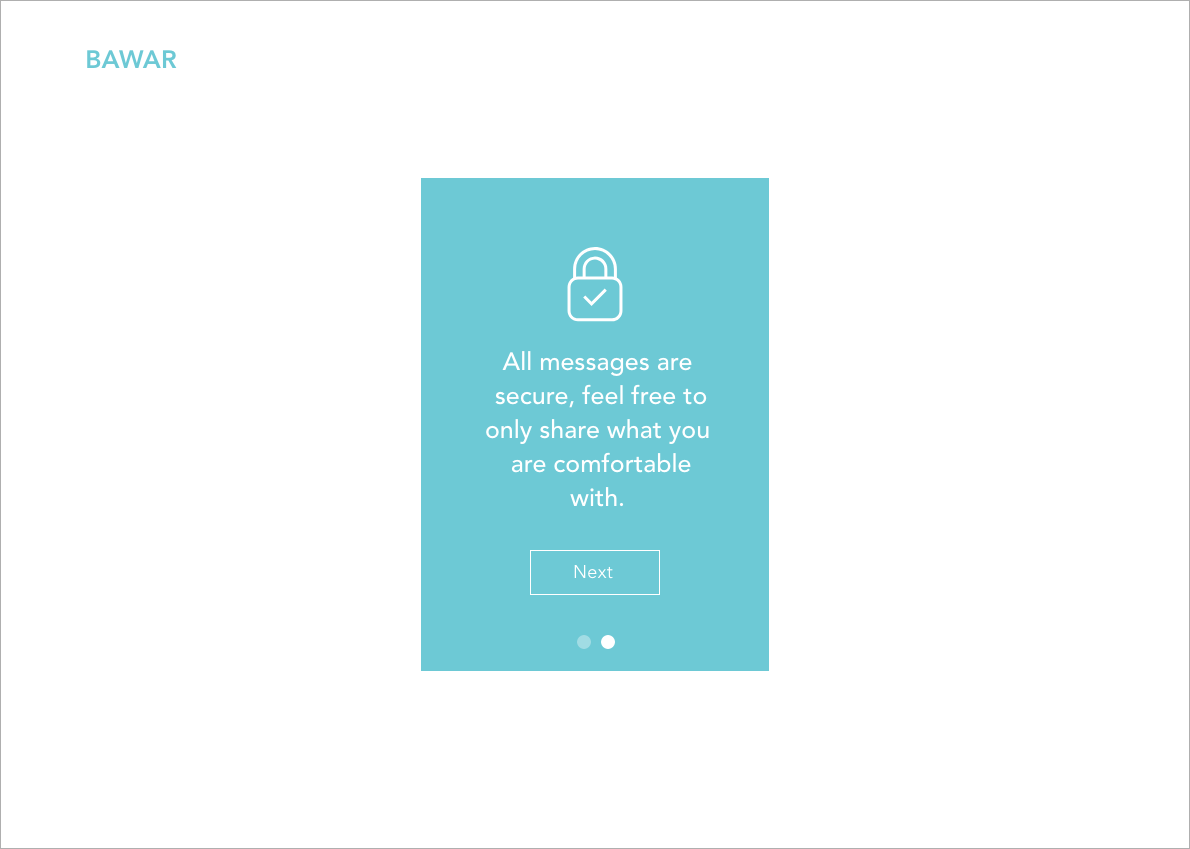 BAWAR
All messages are
secure, feel free to
only share what you
are comfortable
with.
Next